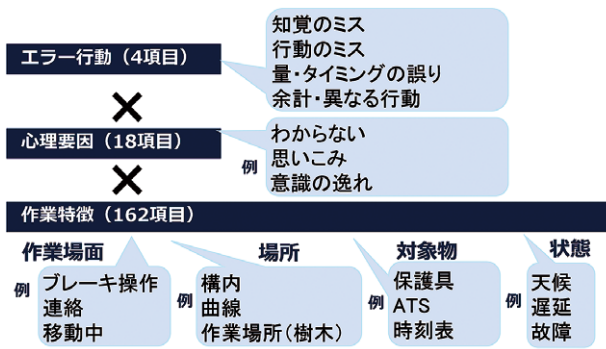 エラー行動（4項目）
知覚のミス
行動のミス
量・タイミングの誤り
余計・異なる行動
×
心理要因（18項目）
例
わからない
思いこみ
意識の逸れ
×
作業特徴（162項目）
作業場面
例
ブレーキ操作
連絡
移動中
場所
例
構内
曲線
作業場所（樹木）
対象物
例
保護具
ATS
時刻表
状態
例
天候
遅延
故障